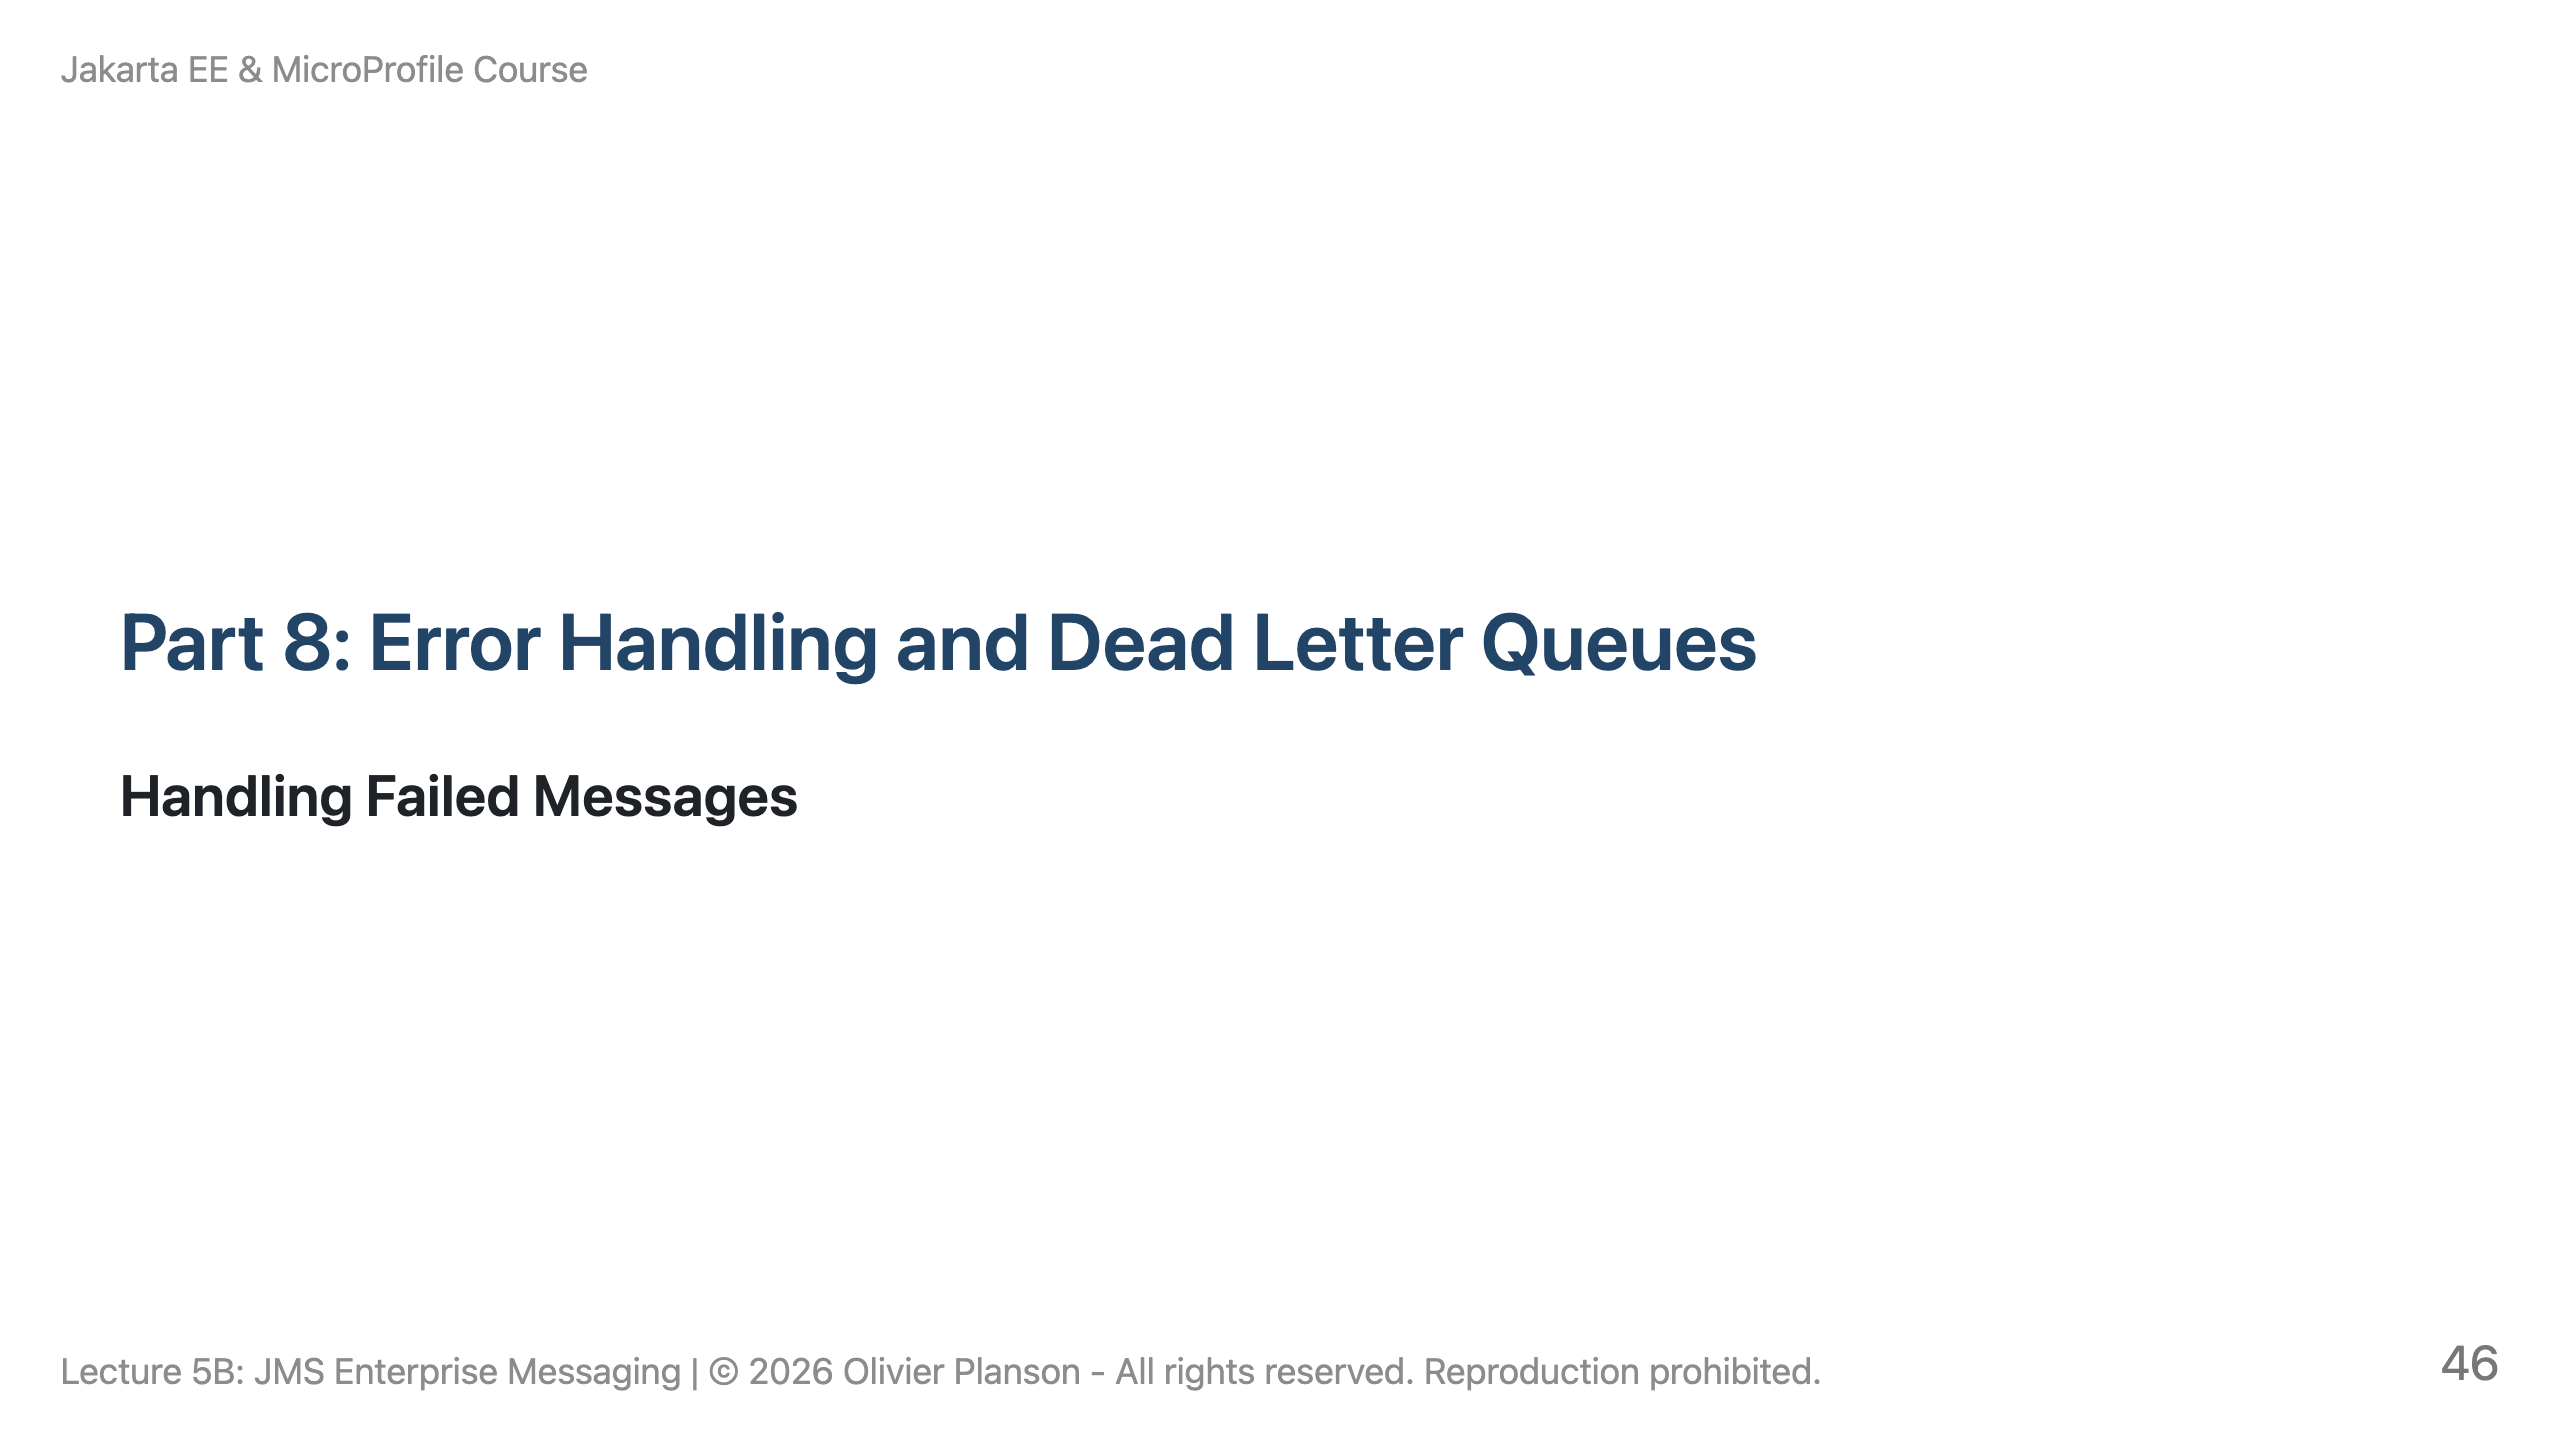 Jakarta EE & MicroProfile Course
Part 8: Error Handling and Dead Letter Queues
Handling Failed Messages
Lecture 5B: JMS Enterprise Messaging | © 2026 Olivier Planson - All rights reserved. Reproduction prohibited.
46